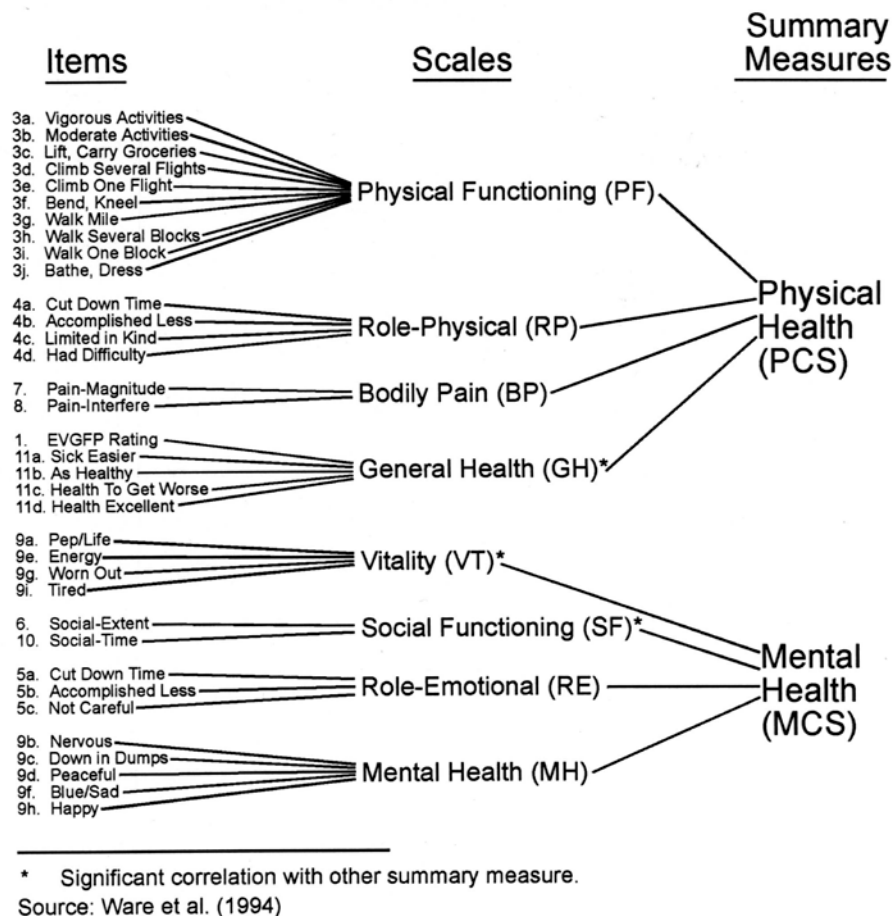 Items
Scales
Summary
Measures
3a. Vigorous Activities
3b. Moderate Activities
3c. Lift, Carry Groceries
3d. Climb Several Flights
3e. Climb One Flight
3f. Bend, Kneel
3g. Walk Mile
3h. Walk Several Blocks
3i. Walk One Block
3j. Bathe, Dress
Physical Functioning (PF)
4a. Cut Down Time
4b. Accomplished Less
4c. Limited in Kind
4d. Had Difficulty
Role-Physical (RP)
7. Pain-Magnitude
8. Pain-Interfere
Bodily Pain (BP)
1. EVGFP Rating
11a. Sick Easier
11b. As Healthy
11c. Health To Get Worse
11d. Health Excellent
General Health (GH)*
Physical
Health
(PCS)
9a. Pep/Life
9e. Energy
9g. Worn Out
9i. Tired
Vitality (VT)*
6. Social-Extent
10. Social-Time
Social Functioning (SF)*
5a. Cut Down Time
5b. Accomplished Less
5c. Not Careful
Role-Emotional (RE)
9b. Nervous
9c. Down in Dumps
9d. Peaceful
9f. Blue/Sad
9h. Happy
Mental Health (MH)
Mental
Health
(MCS)
* Significant correlation with other summary measure.
Source: Ware et al. (1994)